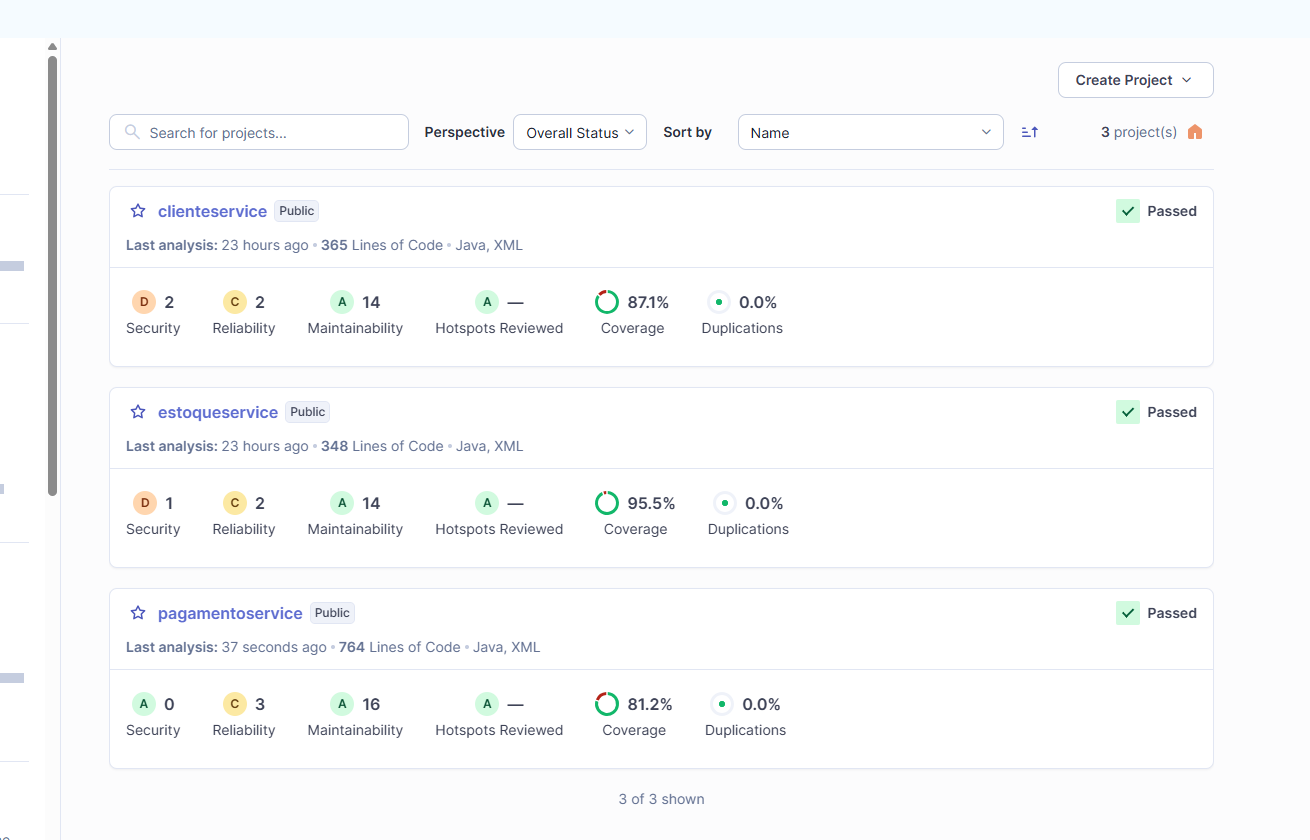 Create Project
Search for projects...
Perspective
Overall Status
Sort by
Name
3 project(s)
clienteservice
Public
Passed
Last analysis: 23 hours ago • 365 Lines of Code • Java, XML
D 2
C 2
A 14
A —
87.1%
0.0%
Security
Reliability
Maintainability
Hotspots Reviewed
Coverage
Duplications
estoqueservice
Public
Passed
Last analysis: 23 hours ago • 348 Lines of Code • Java, XML
D 1
C 2
A 14
A —
95.5%
0.0%
Security
Reliability
Maintainability
Hotspots Reviewed
Coverage
Duplications
pagamentoservice
Public
Passed
Last analysis: 37 seconds ago • 764 Lines of Code • Java, XML
A 0
C 3
A 16
A —
81.2%
0.0%
Security
Reliability
Maintainability
Hotspots Reviewed
Coverage
Duplications
3 of 3 shown